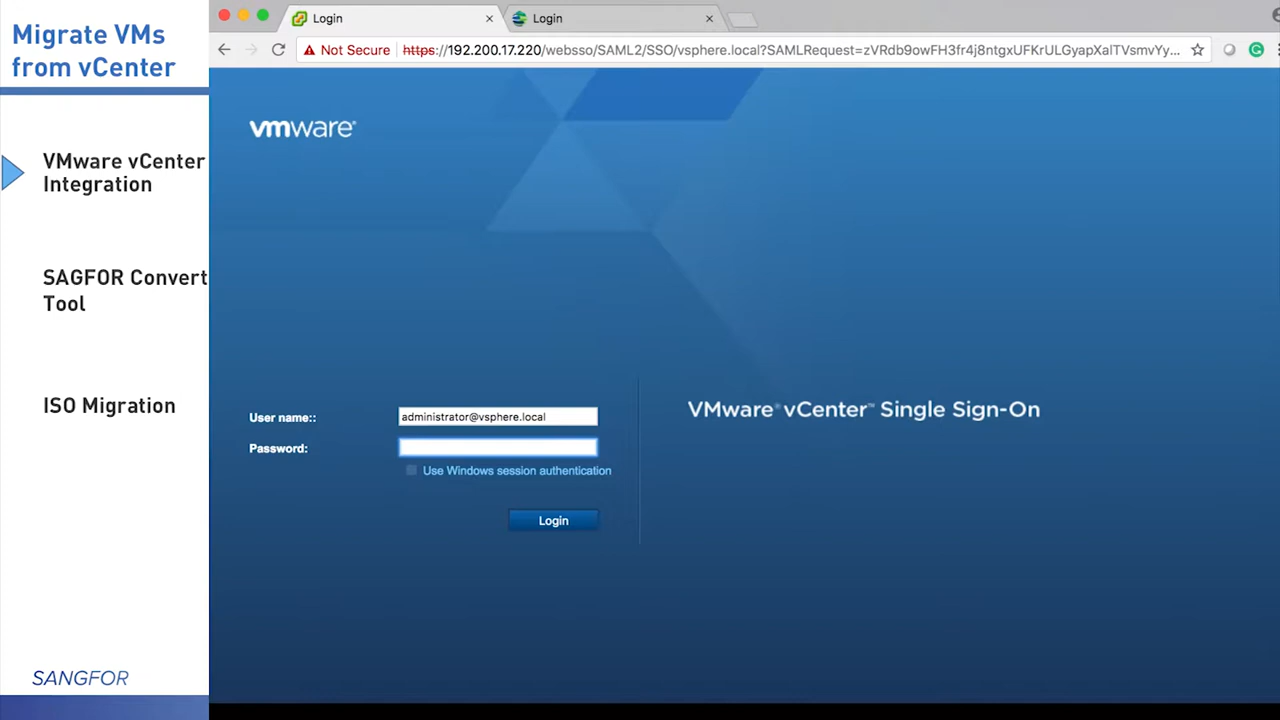 Migrate VMs
from vCenter
VMware vCenter
Integration
SAGFOR Convert
Tool
ISO Migration
SANGFOR
Login
Login
Not Secure https://192.200.17.220/websso/SAML2/SSO/vsphere.local?SAMLRequest=zVRdb9owFH3fr4j8ntgxUFKrULGyapXalTVsmvYy...
vmware®
User name:: administrator@vsphere.local
Password:
Use Windows session authentication
Login
VMware® vCenter™ Single Sign-On